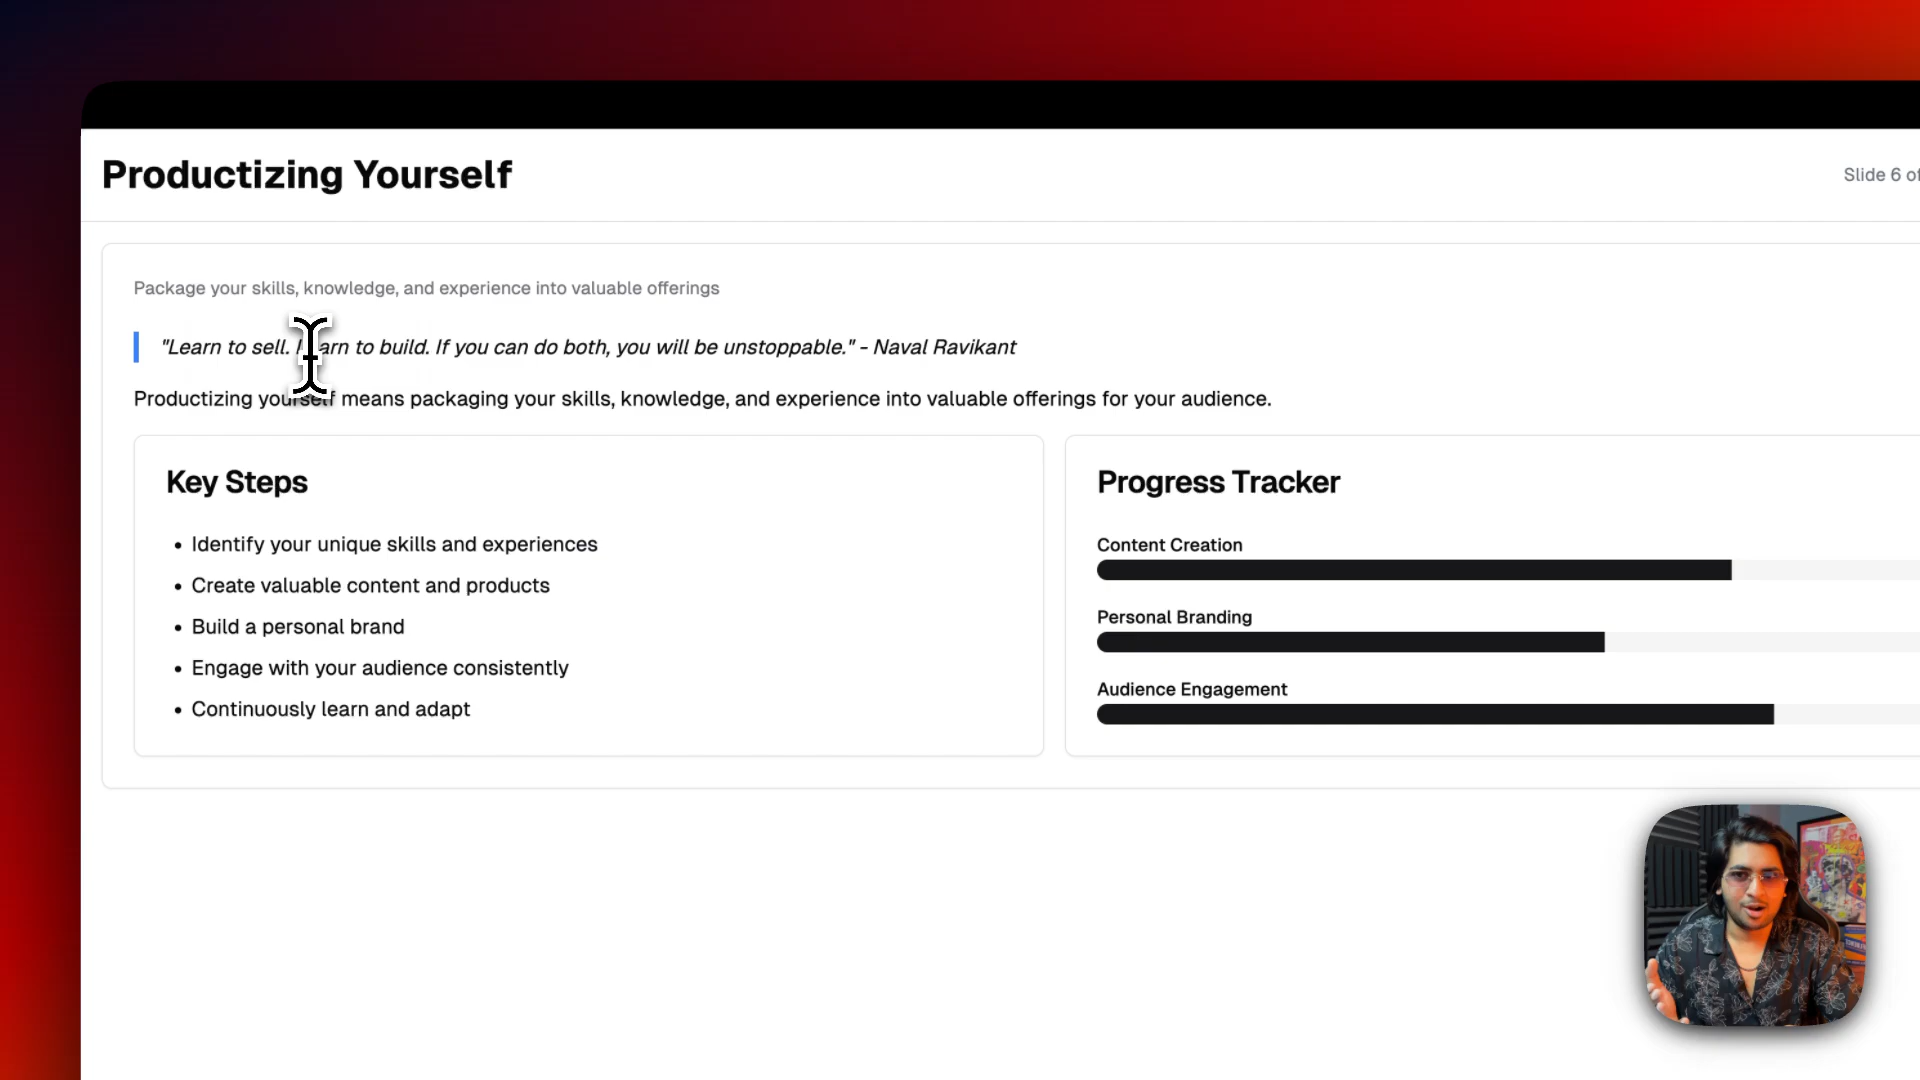 Productizing Yourself
Slide 6 of
Package your skills, knowledge, and experience into valuable offerings
"Learn to sell. Learn to build. If you can do both, you will be unstoppable." - Naval Ravikant
Productizing yourself means packaging your skills, knowledge, and experience into valuable offerings for your audience.
Key Steps
• Identify your unique skills and experiences
• Create valuable content and products
• Build a personal brand
• Engage with your audience consistently
• Continuously learn and adapt
Progress Tracker
Content Creation
Personal Branding
Audience Engagement